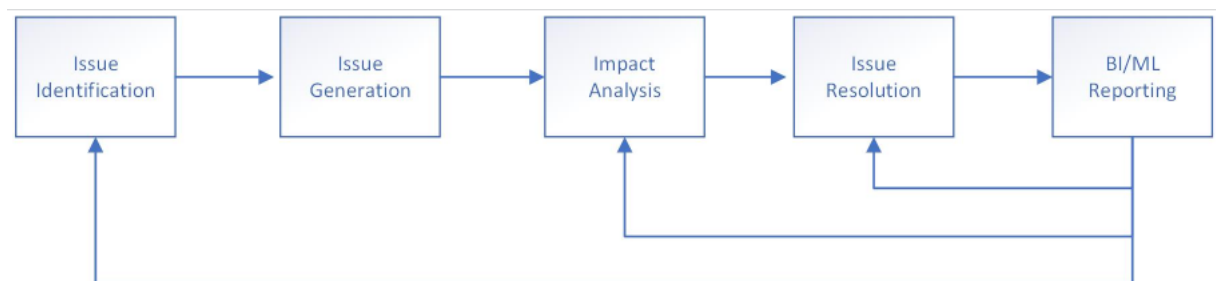 Issue
Identification
Issue
Generation
Impact
Analysis
Issue
Resolution
BI/ML
Reporting